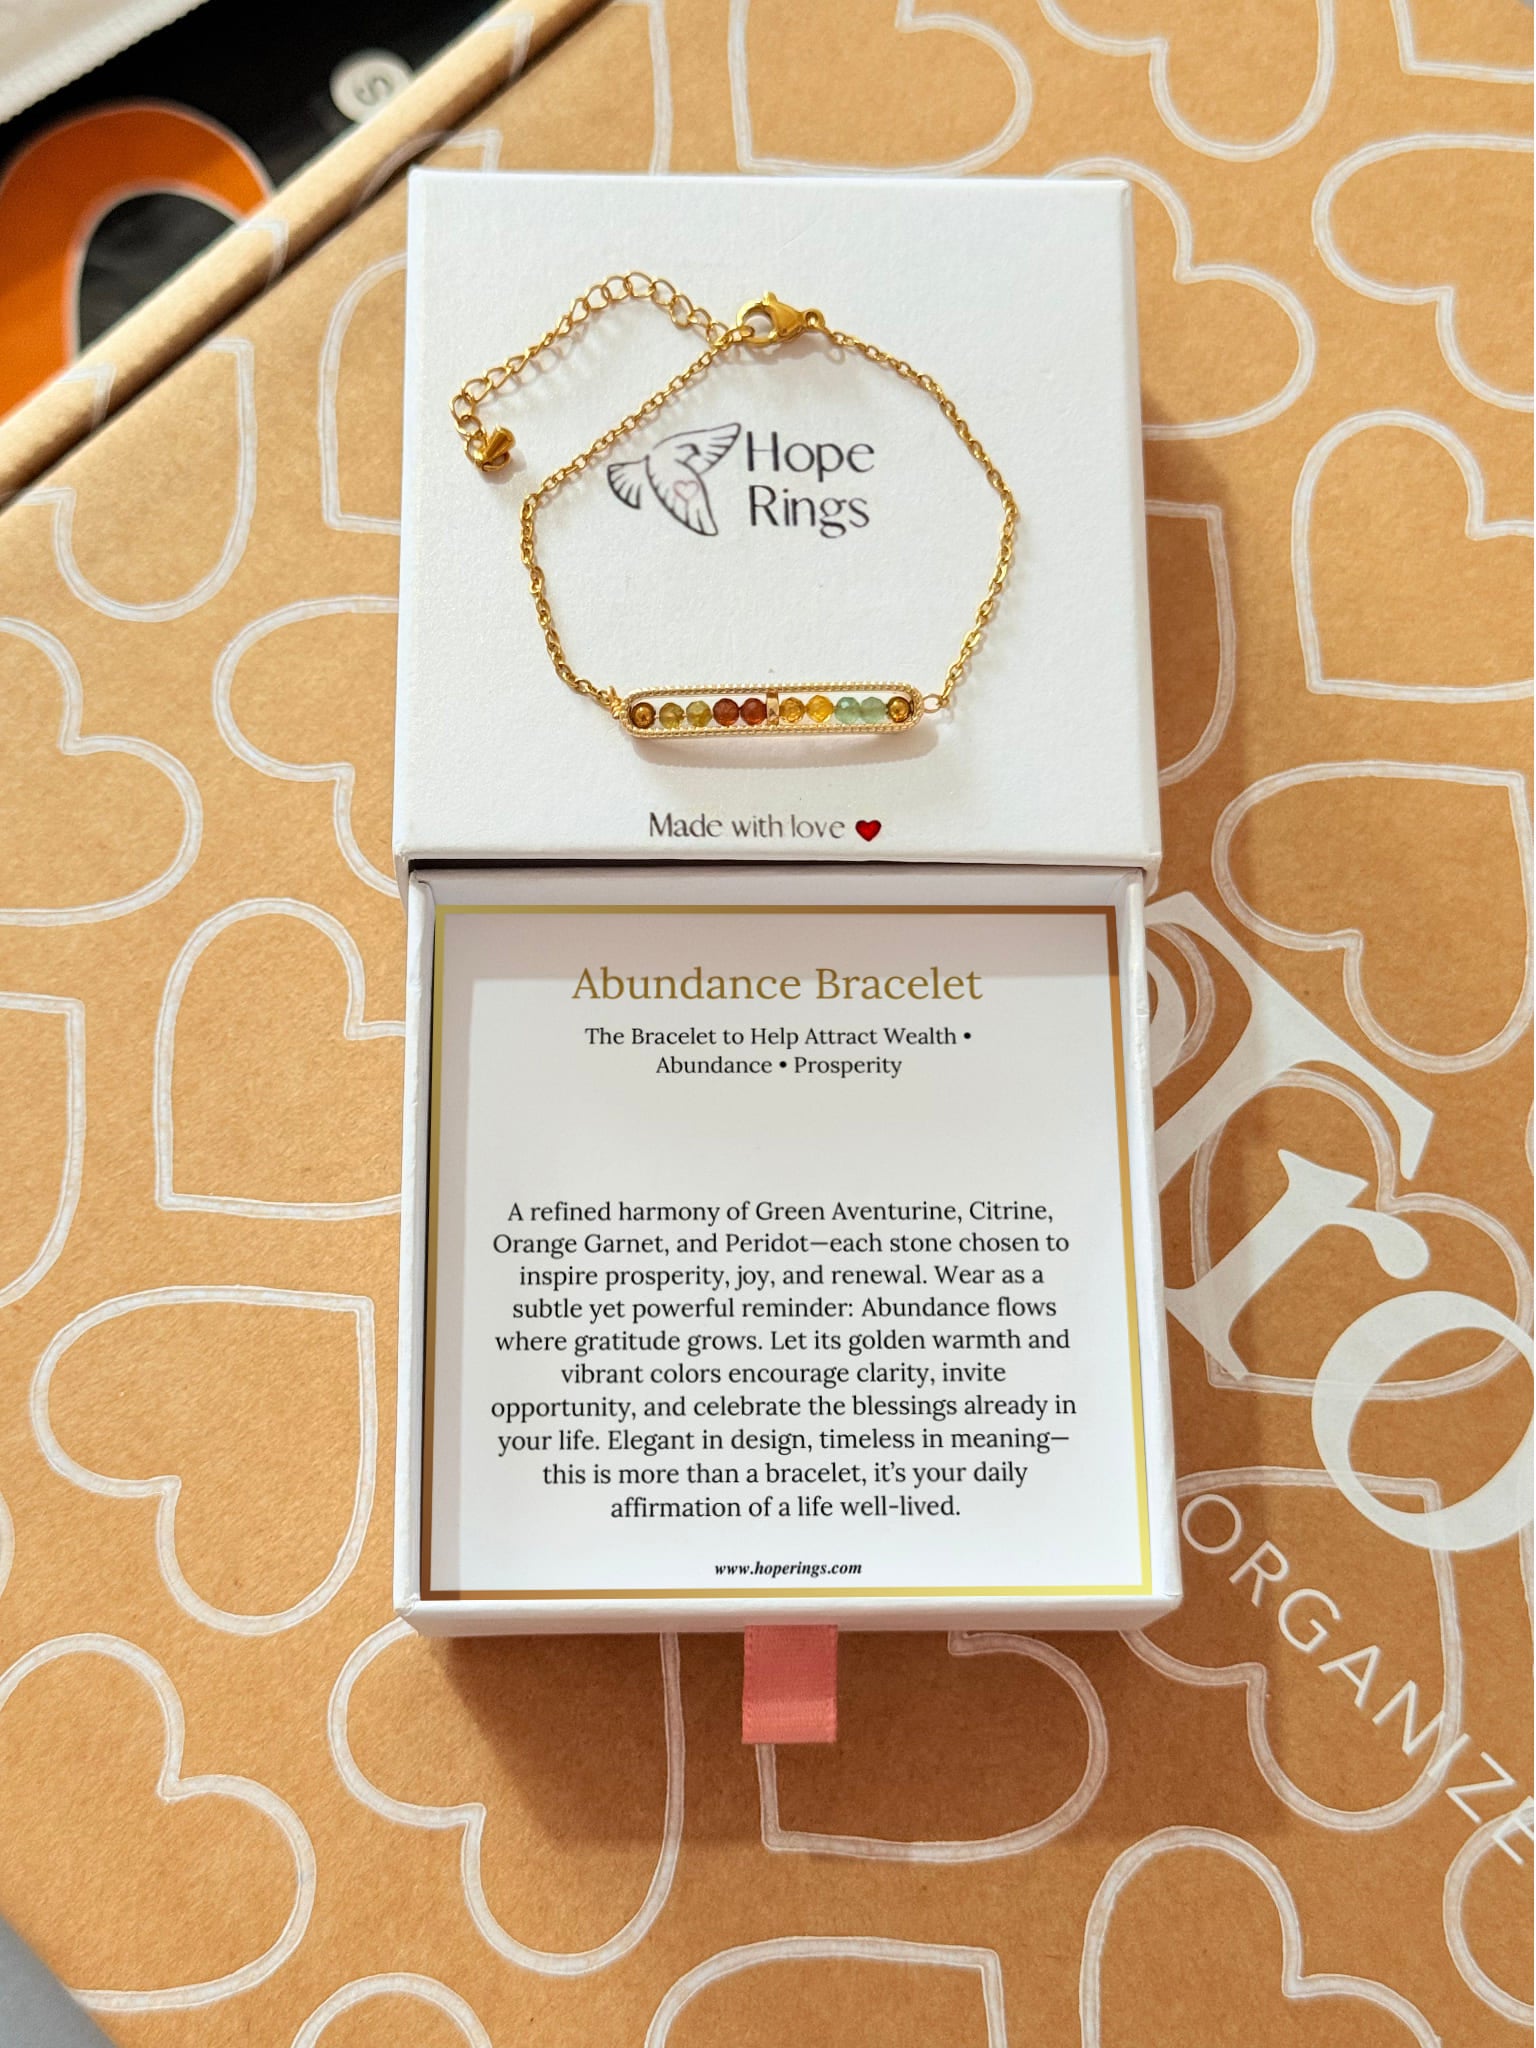 S
Hope
Rings
Made with love
Abundance Bracelet
The Bracelet to Help Attract Wealth •
Abundance • Prosperity
A refined harmony of Green Aventurine, Citrine,
Orange Garnet, and Peridot—each stone chosen to
inspire prosperity, joy, and renewal. Wear as a
subtle yet powerful reminder: Abundance flows
where gratitude grows. Let its golden warmth and
vibrant colors encourage clarity, invite
opportunity, and celebrate the blessings already in
your life. Elegant in design, timeless in meaning—
this is more than a bracelet, it's your daily
affirmation of a life well-lived.
www.hoperings.com
ORGANIZE